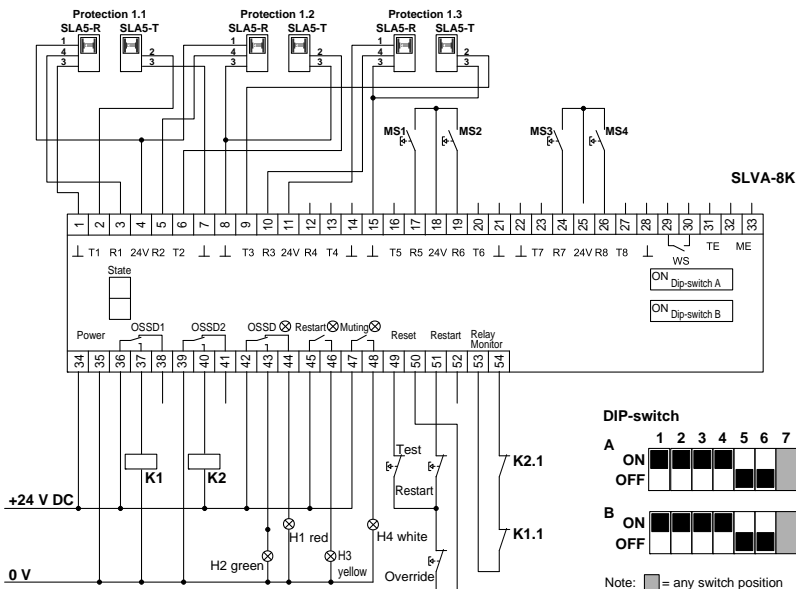 Protection 1.1 Protection 1.2 Protection 1.3
SLA5-R SLA5-T SLA5-R SLA5-T SLA5-R SLA5-T
1 1 1
4 2 4 2 4 2
3 3 3 3 3 3
MS1 MS2 MS3 MS4
SLVA-8K
1 2 3 4 5 6 7 8 9 10 11 12 13 14 15 16 17 18 19 20 21 22 23 24 25 26 27 28 29 30 31 32 33
T1 R1 24V R2 T2 T3 R3 24V R4 T4 T5 R5 24V R6 T6 T7 R7 24V R8 T8 TE ME
WS
State
ON Dip-switch A
ON Dip-switch B
Power OSSD1 OSSD2 OSSD Restart Muting Reset Restart Relay
Monitor
34 35 36 37 38 39 40 41 42 43 44 45 46 47 48 49 50 51 52 53 54
DIP-switch
A 1 2 3 4 5 6 7
ON
OFF
B ON
OFF
Note: = any switch position
Test
K1 K2 K2.1
Restart
+24 V DC
H1 red H4 white K1.1
H2 green H3
yellow
Override
0 V